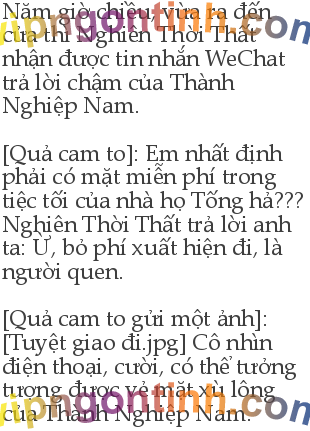 Năm giờ chiều, vừa ra đến
cửa thì Nghiên Thời Thất
nhận được tin nhắn WeChat
trả lời chậm của Thành
Nghiệp Nam.

[Quả cam to]: Em nhất định
phải có mặt miễn phí trong
tiệc tối của nhà họ Tống hả???
Nghiên Thời Thất trả lời anh
ta: Ừ, bỏ phí xuất hiện đi, là
người quen.

[Quả cam to gửi một ảnh]:
[Tuyệt giao đi.jpg] Cô nhìn
điện thoại, cười, có thể tưởng
tượng được vẻ mặt xù lông
của Thành Nghiệp Nam.